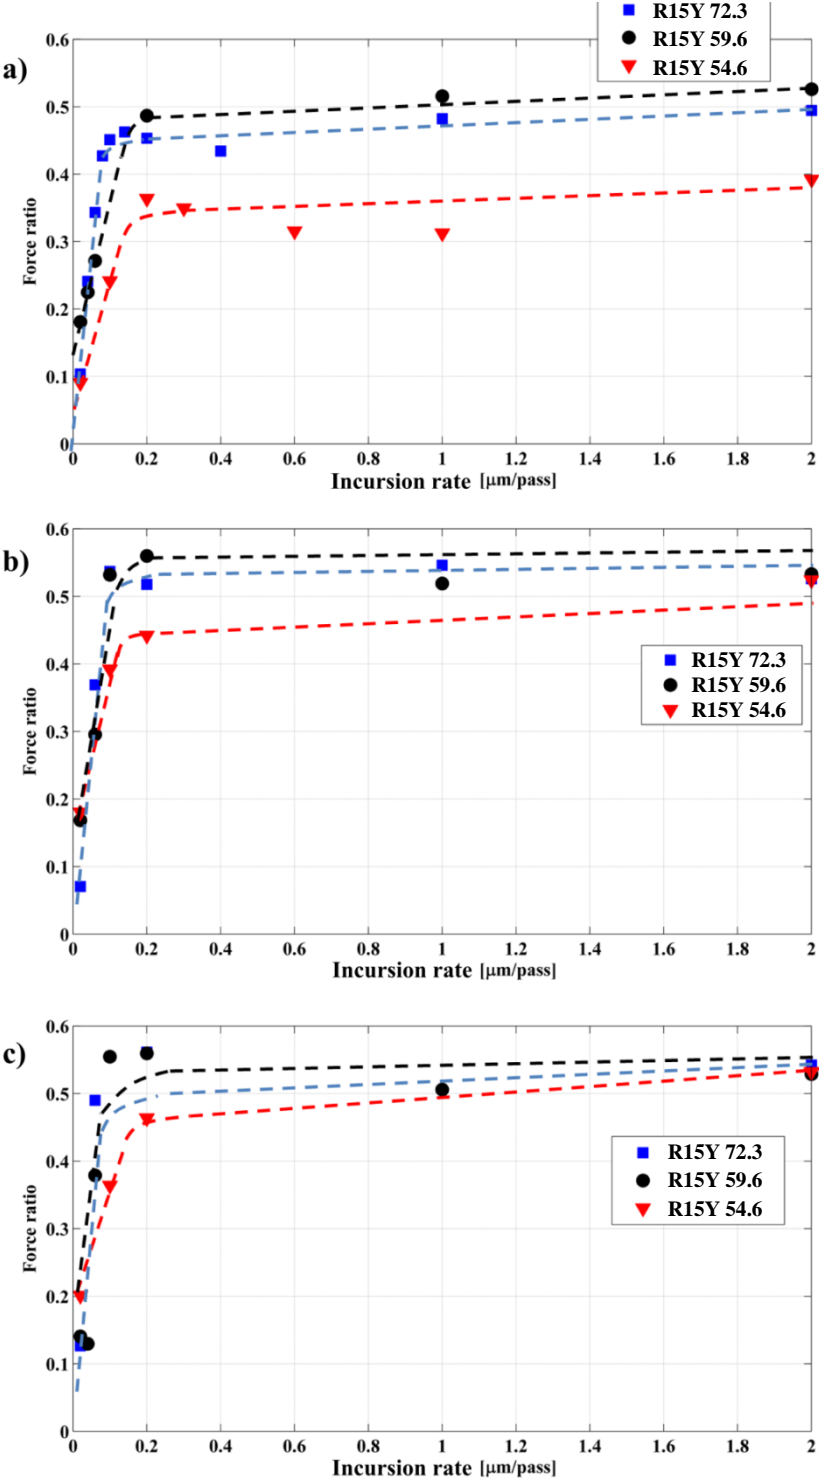 R15Y 72.3
R15Y 59.6
R15Y 54.6
a)
0.6
0.5
0.4
0.3
0.2
0.1
0
Force ratio
0 0.2 0.4 0.6 0.8 1 1.2 1.4 1.6 1.8 2
Incursion rate [μm/pass]
b)
0.6
0.5
0.4
0.3
0.2
0.1
0
Force ratio
R15Y 72.3
R15Y 59.6
R15Y 54.6
0 0.2 0.4 0.6 0.8 1 1.2 1.4 1.6 1.8 2
Incursion rate [μm/pass]
c)
0.6
0.5
0.4
0.3
0.2
0.1
0
Force ratio
R15Y 72.3
R15Y 59.6
R15Y 54.6
0 0.2 0.4 0.6 0.8 1 1.2 1.4 1.6 1.8 2
Incursion rate [μm/pass]